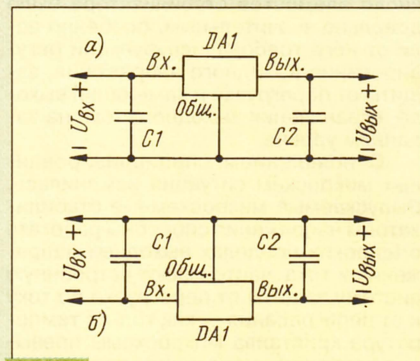 а)
DA1
Вх.
Вых.
+
+
Uвх
C1
Общ.
C2
Uвых
−
−
+
C1
C2
+
Uвх
Общ.
Uвых
Вх.
Вых.
−
−
б)
DA1